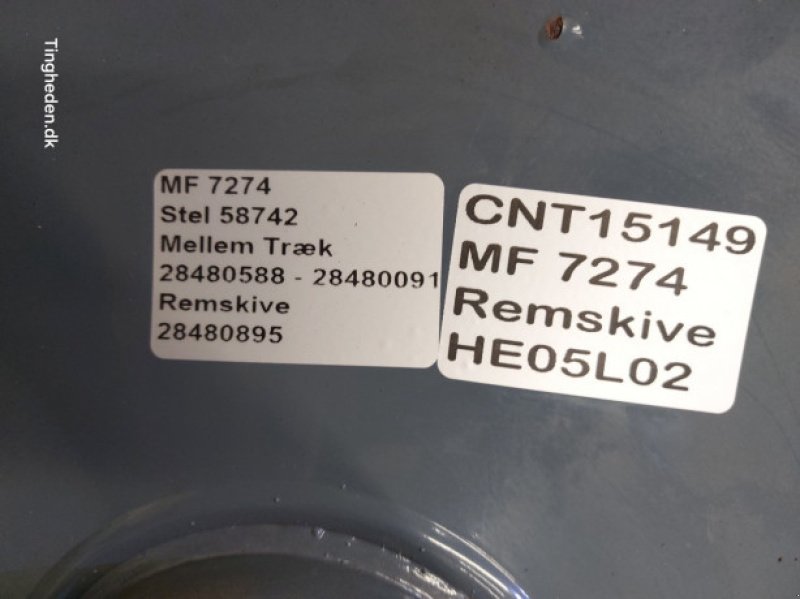 Tingheden.dk
MF 7274
Stel 58742
Mellem Træk
28480588 - 28480091
Remskive
28480895
CNT15149
MF 7274
Remskive
HE05L02